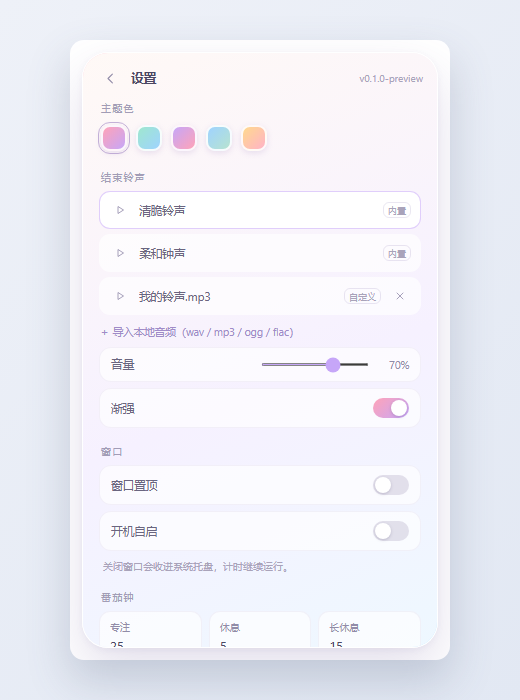 设置
v0.1.0-preview
主题色
结束铃声
清脆铃声
内置
柔和钟声
内置
我的铃声.mp3
自定义
+ 导入本地音频（wav / mp3 / ogg / flac）
音量
70%
渐强
窗口
窗口置顶
开机自启
关闭窗口会收进系统托盘，计时继续运行。
番茄钟
专注
休息
长休息
25
5
15